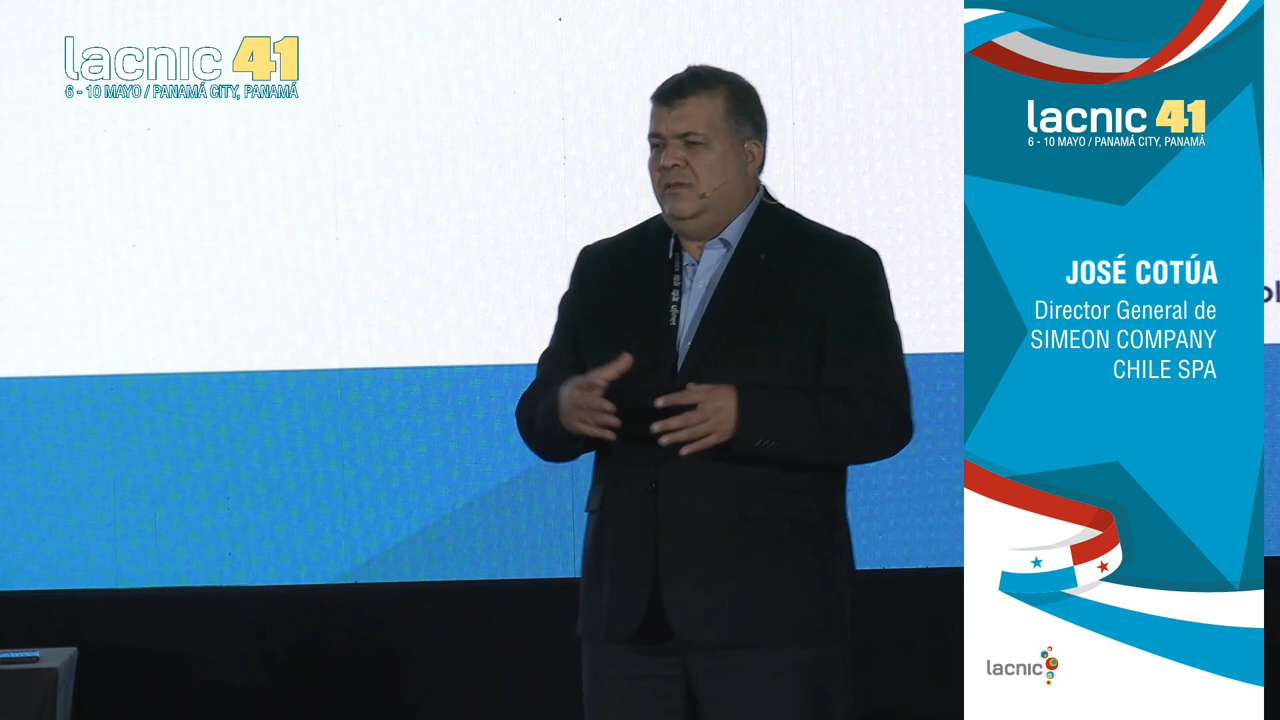 lacnic 41
6 - 10 MAYO / PANAMÁ CITY, PANAMÁ
lacnic 41
6 - 10 MAYO / PANAMÁ CITY, PANAMÁ
JOSÉ COTÚA
Director General de
SIMEON COMPANY
CHILE SPA
lacnic